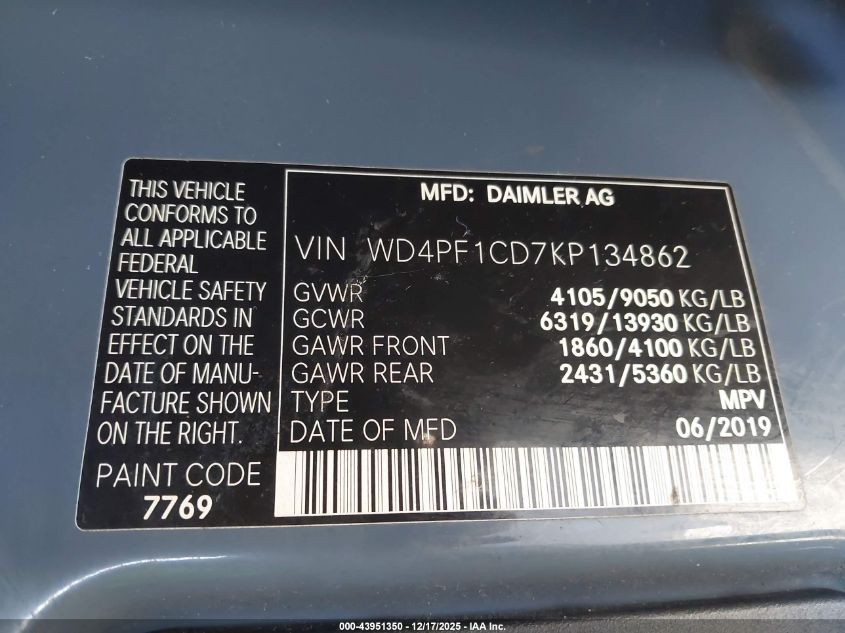 THIS VEHICLE
CONFORMS TO
ALL APPLICABLE
FEDERAL
VEHICLE SAFETY
STANDARDS IN
EFFECT ON THE
DATE OF MANU-
FACTURE SHOWN
ON THE RIGHT.
PAINT CODE
7769
MFD: DAIMLER AG
VIN WD4PF1CD7KP134862
GVWR 4105/9050 KG/LB
GCWR 6319/13930 KG/LB
GAWR FRONT 1860/4100 KG/LB
GAWR REAR 2431/5360 KG/LB
TYPE MPV
DATE OF MFD 06/2019
000-43951350 - 12/17/2025 - IAA Inc.